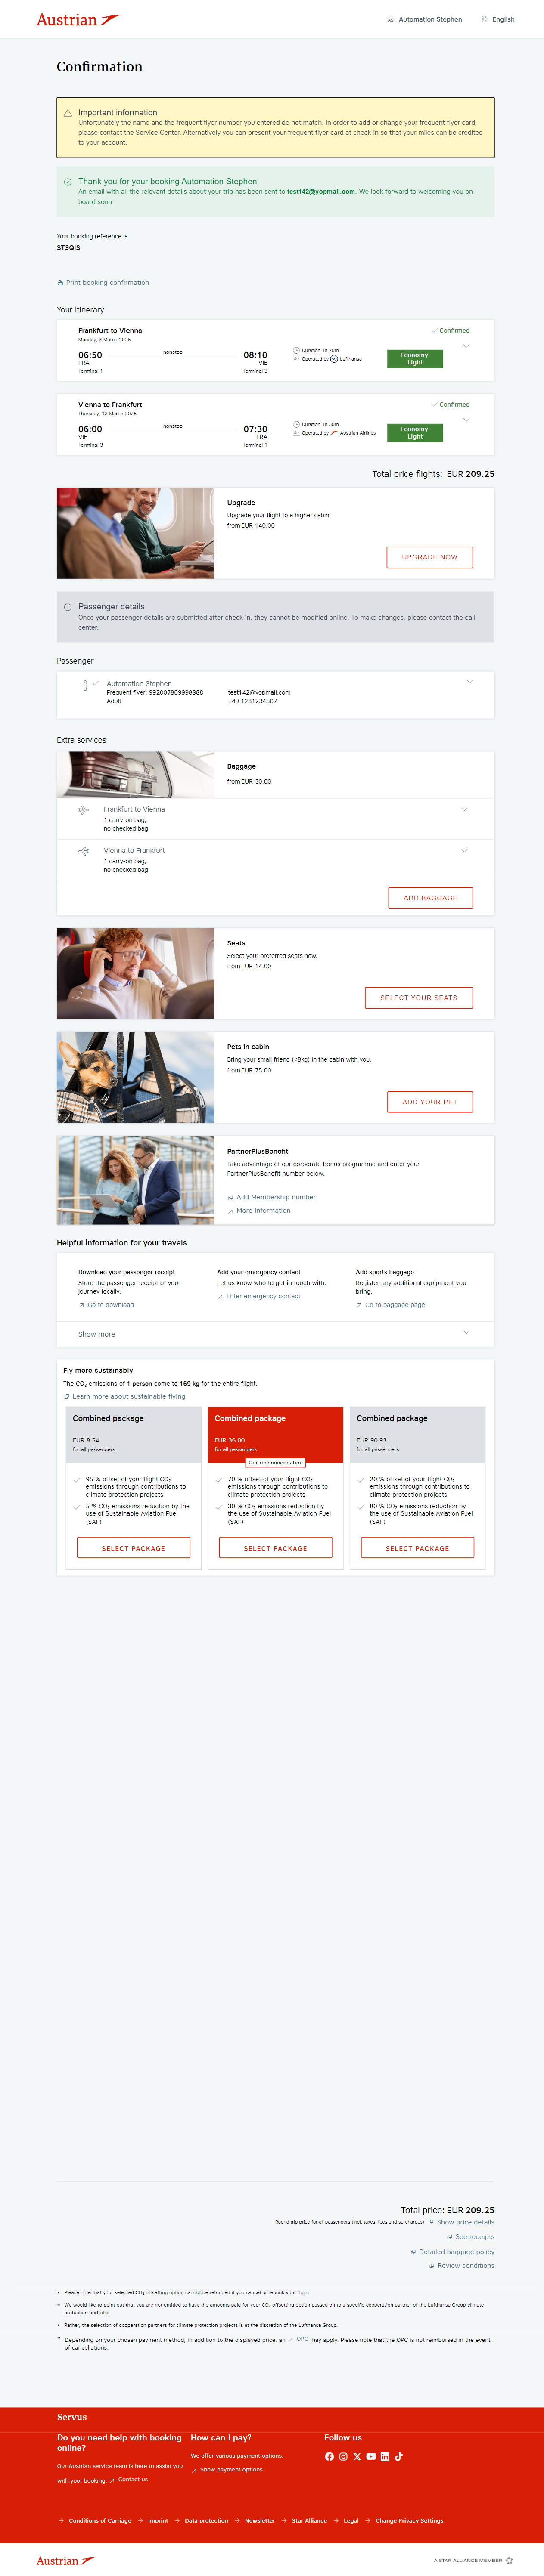 Austrian
AS Automation Stephen
English
Confirmation
Important information
Unfortunately the name and the frequent flyer number you entered do not match. In order to add or change your frequent flyer card,
please contact the Service Center. Alternatively you can present your frequent flyer card at check-in so that your miles can be credited
to your account.
Thank you for your booking Automation Stephen
An email with all the relevant details about your trip has been sent to test142@yopmail.com. We look forward to welcoming you on
board soon.
Your booking reference is
ST3QIS
Print booking confirmation
Your Itinerary
Frankfurt to Vienna
Confirmed
Monday, 3 March 2025
06:50 nonstop 08:10
FRA VIE
Terminal 1 Terminal 3
Duration 1h 20m
Operated by Lufthansa
Economy
Light
Vienna to Frankfurt
Confirmed
Thursday, 13 March 2025
06:00 nonstop 07:30
VIE FRA
Terminal 3 Terminal 1
Duration 1h 30m
Operated by Austrian Airlines
Economy
Light
Total price flights: EUR 209.25
Upgrade
Upgrade your flight to a higher cabin
from EUR 140.00
UPGRADE NOW
Passenger details
Once your passenger details are submitted after check-in, they cannot be modified online. To make changes, please contact the call
center.
Passenger
Automation Stephen
Frequent flyer: 992007809998888 test142@yopmail.com
Adult +49 1231234567
Extra services
Baggage
from EUR 30.00
Frankfurt to Vienna
1 carry-on bag,
no checked bag
Vienna to Frankfurt
1 carry-on bag,
no checked bag
ADD BAGGAGE
Seats
Select your preferred seats now.
from EUR 14.00
SELECT YOUR SEATS
Pets in cabin
Bring your small friend (<8kg) in the cabin with you.
from EUR 75.00
ADD YOUR PET
PartnerPlusBenefit
Take advantage of our corporate bonus programme and enter your
PartnerPlusBenefit number below.
Add Membership number
More Information
Helpful information for your travels
Download your passenger receipt
Store the passenger receipt of your
journey locally.
Go to download
Add your emergency contact
Let us know who to get in touch with.
Enter emergency contact
Add sports baggage
Register any additional equipment you
bring.
Go to baggage page
Show more
Fly more sustainably
The CO₂ emissions of 1 person come to 169 kg for the entire flight.
Learn more about sustainable flying
Combined package
EUR 8.54
for all passengers
95 % offset of your flight CO₂
emissions through contributions to
climate protection projects
5 % CO₂ emissions reduction by the
use of Sustainable Aviation Fuel
(SAF)
SELECT PACKAGE
Combined package
EUR 36.00
for all passengers
Our recommendation
70 % offset of your flight CO₂
emissions through contributions to
climate protection projects
30 % CO₂ emissions reduction by
the use of Sustainable Aviation Fuel
(SAF)
SELECT PACKAGE
Combined package
EUR 90.93
for all passengers
20 % offset of your flight CO₂
emissions through contributions to
climate protection projects
80 % CO₂ emissions reduction by
the use of Sustainable Aviation Fuel
(SAF)
SELECT PACKAGE
Total price: EUR 209.25
Round trip price for all passengers (incl. taxes, fees and surcharges) Show price details
See receipts
Detailed baggage policy
Review conditions
Please note that your selected CO₂ offsetting option cannot be refunded if you cancel or rebook your flight.
We would like to point out that you are not entitled to have the amounts paid for your CO₂ offsetting option passed on to a specific cooperation partner of the Lufthansa Group climate
protection portfolio.
Rather, the selection of cooperation partners for climate protection projects is at the discretion of the Lufthansa Group.
Depending on your chosen payment method, in addition to the displayed price, an OPC may apply. Please note that the OPC is not reimbursed in the event
of cancellations.
Servus
Do you need help with booking
online?
Our Austrian service team is here to assist you
with your booking. Contact us
How can I pay?
We offer various payment options.
Show payment options
Follow us
Conditions of Carriage
Imprint
Data protection
Newsletter
Star Alliance
Legal
Change Privacy Settings
Austrian
A STAR ALLIANCE MEMBER